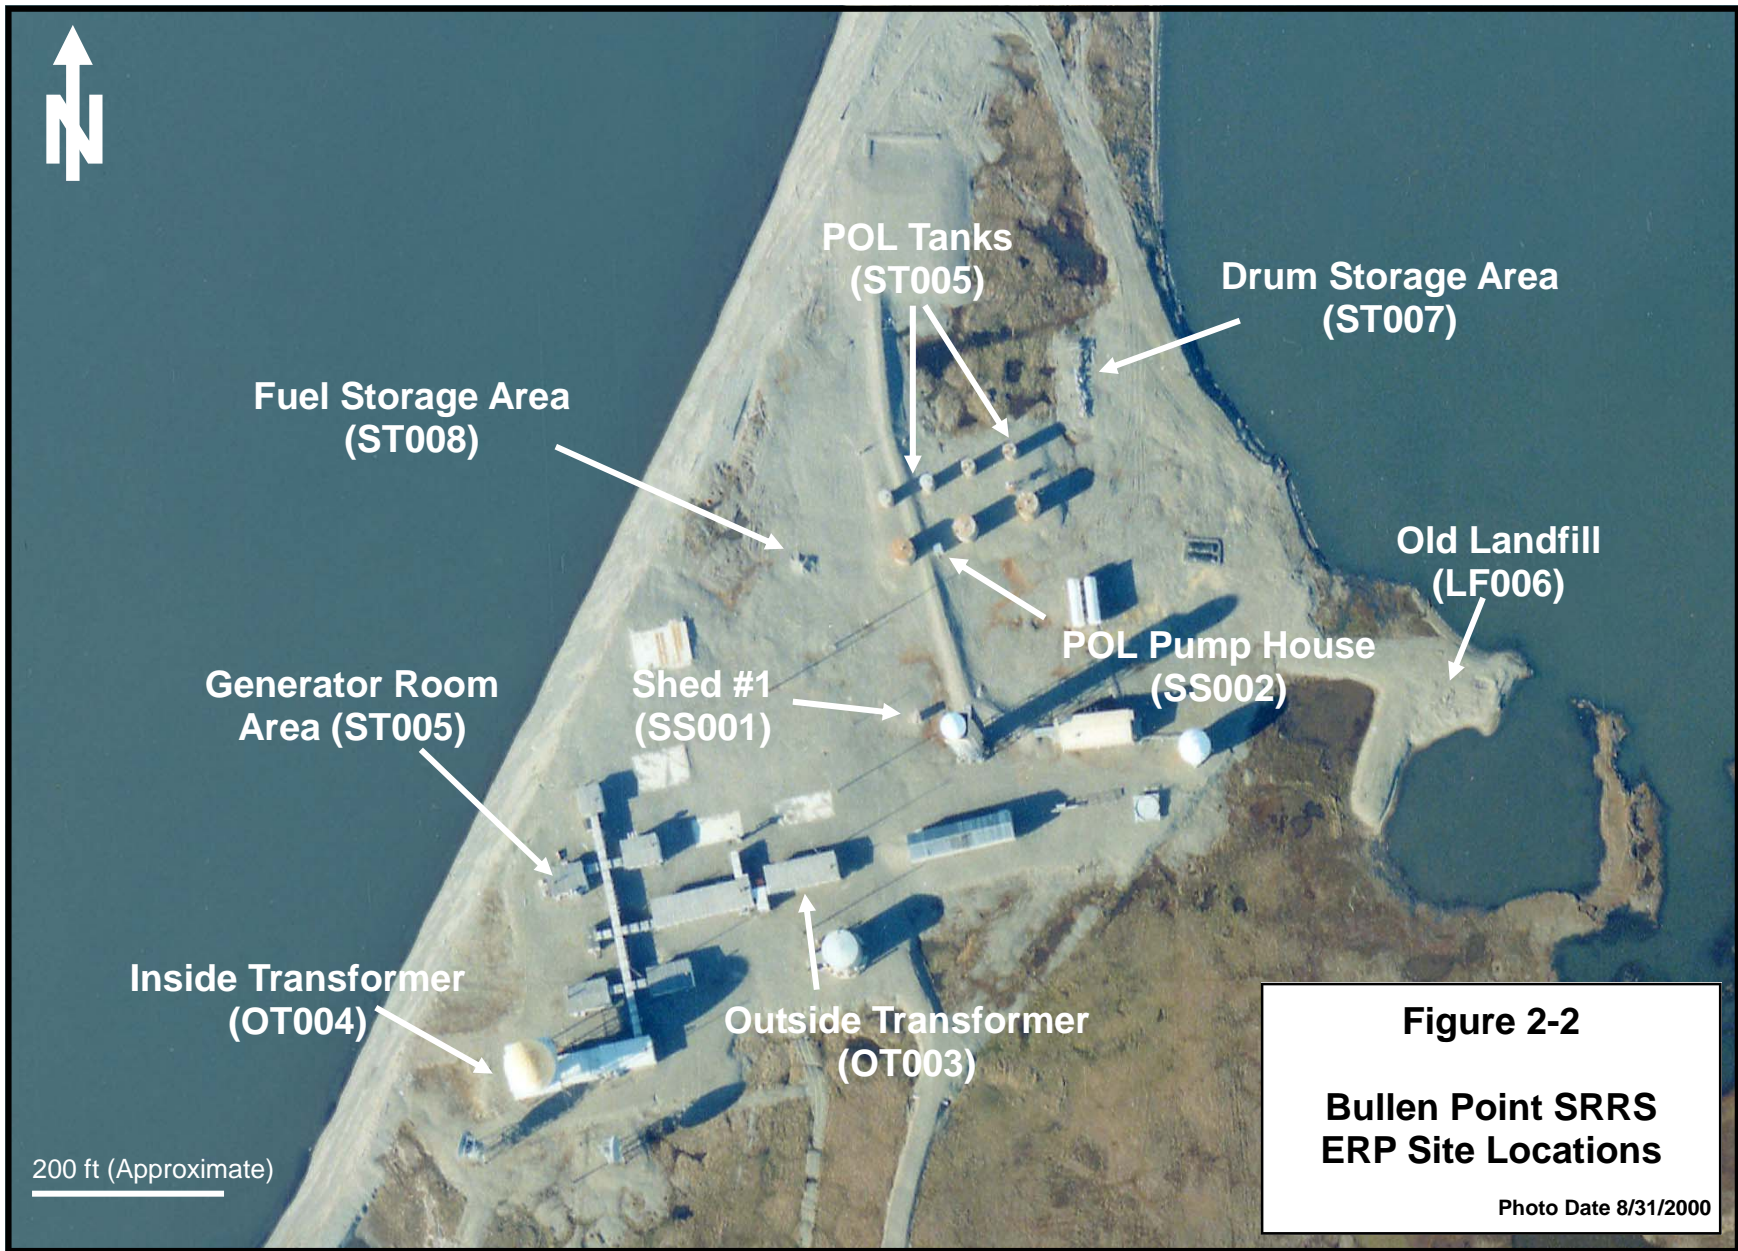 N
POL Tanks
(ST005)
Drum Storage Area
(ST007)
Fuel Storage Area
(ST008)
Old Landfill
(LF006)
POL Pump House
(SS002)
Generator Room
Area (ST005)
Shed #1
(SS001)
Inside Transformer
(OT004)
Outside Transformer
(OT003)
200 ft (Approximate)
Figure 2-2
Bullen Point SRRS
ERP Site Locations
Photo Date 8/31/2000